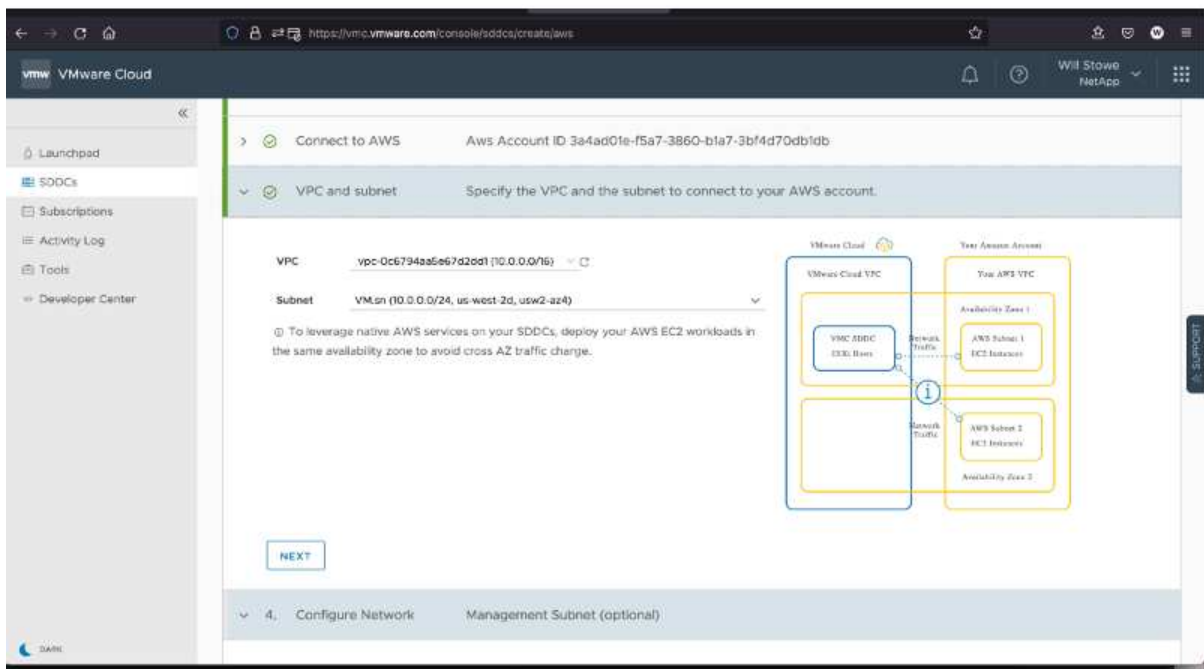 https://vmc.vmware.com/console/sddcs/create/aws
vmw VMware Cloud
Will Stowe
NetApp
Launchpad
SDDCs
Subscriptions
Activity Log
Tools
Developer Center
DARK
Connect to AWS Aws Account ID 3a4ad01e-f5a7-3860-b1a7-3bf4d70db1db
VPC and subnet Specify the VPC and the subnet to connect to your AWS account.
VPC vpc-0c6794aa5e67d2dd1 (10.0.0.0/16)
Subnet VM.sn (10.0.0.0/24, us-west-2d, usw2-az4)
To leverage native AWS services on your SDDCs, deploy your AWS EC2 workloads in
the same availability zone to avoid cross AZ traffic charge.
VMware Cloud
Your Amazon Account
VMware Cloud VPC
Your AWS VPC
Availability Zone 1
VMC SDDC
ESXi Hosts
Network
Traffic
AWS Subnet 1
EC2 Instances
Network
Traffic
AWS Subnet 2
EC2 Instances
Availability Zone 2
NEXT
4. Configure Network Management Subnet (optional)
SUPPORT